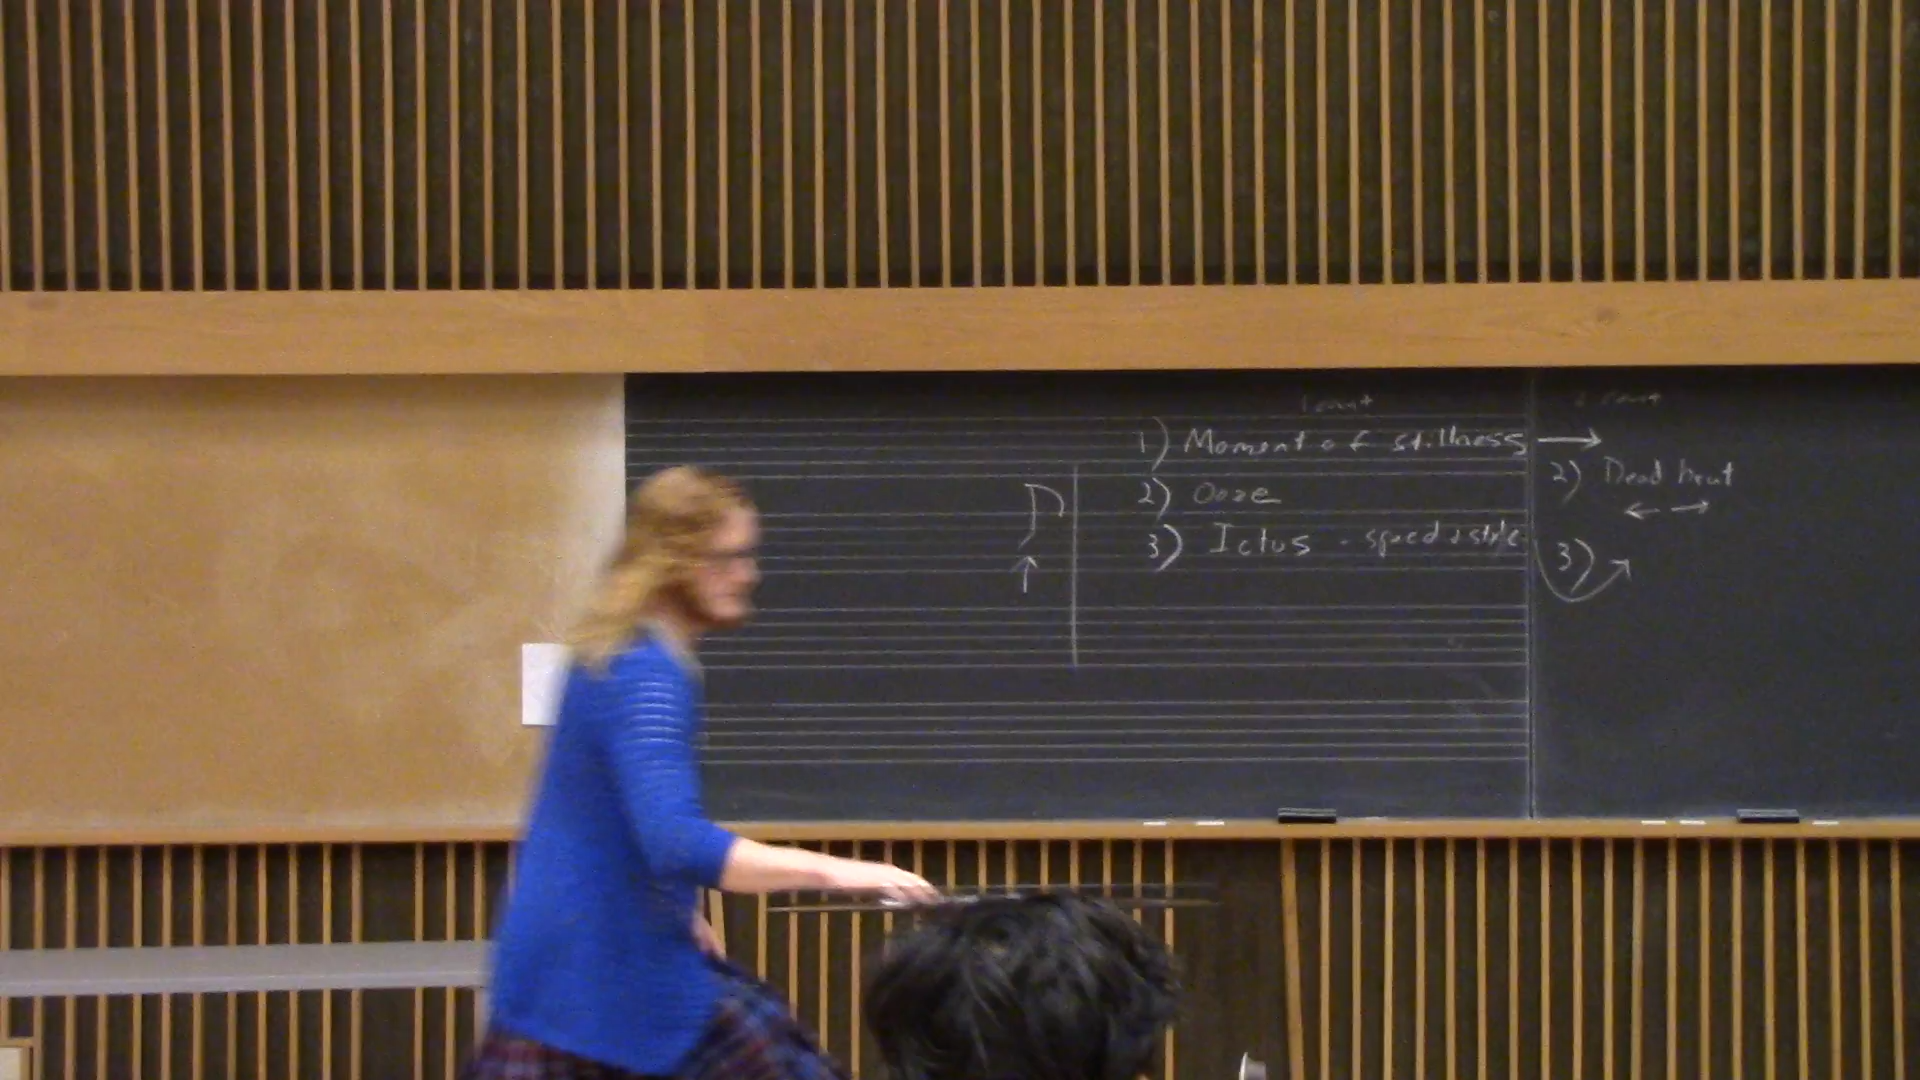 1 count
2 count
1) Moment of stillness →
2) Ooze
3) Ictus - speed & style
2) Dead beat
← →
3)